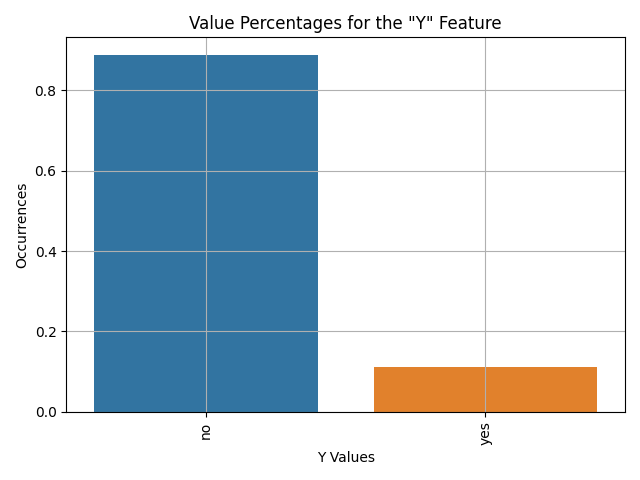 Value Percentages for the "Y" Feature
Occurrences
0.8
0.6
0.4
0.2
0.0
no
yes
Y Values